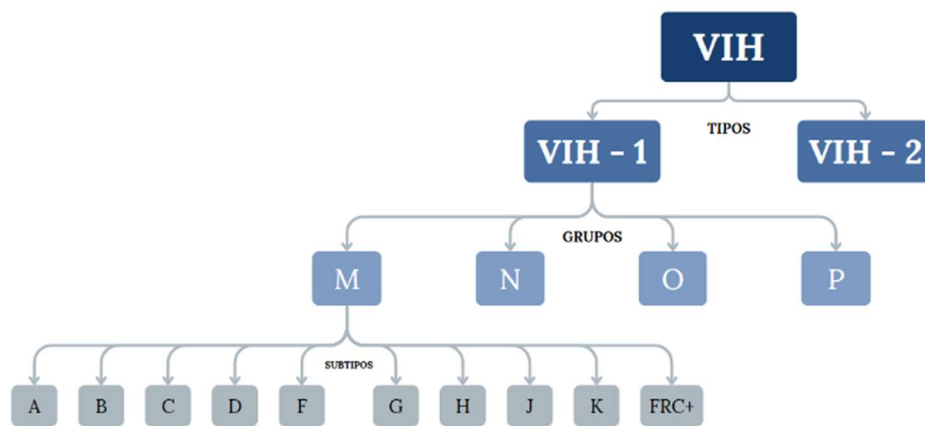 VIH
TIPOS
VIH - 1
VIH - 2
GRUPOS
M
N
O
P
SUBTIPOS
A
B
C
D
F
G
H
J
K
FRC+